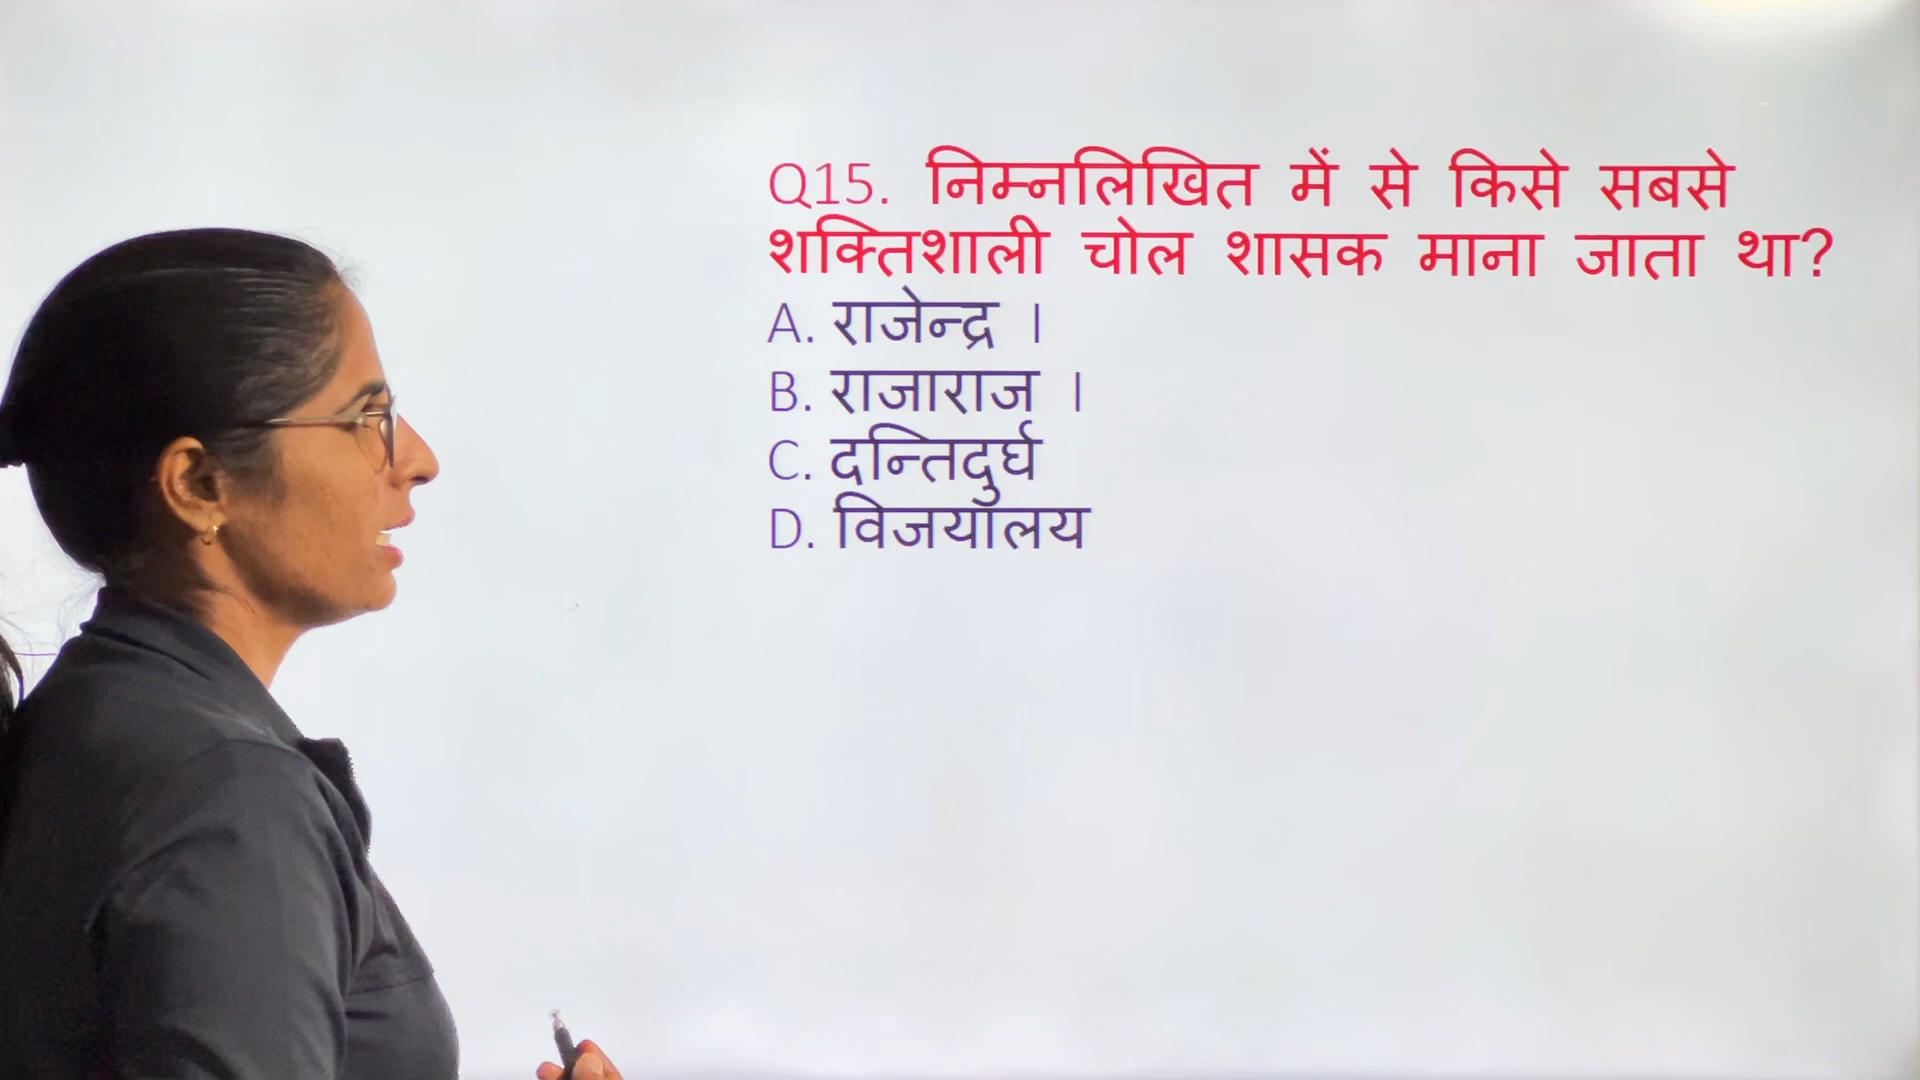 Q15. निम्नलिखित में से किसे सबसे
शक्तिशाली चोल शासक माना जाता था?
A. राजेन्द्र I
B. राजाराज I
C. दन्तिदुर्घ
D. विजयालय